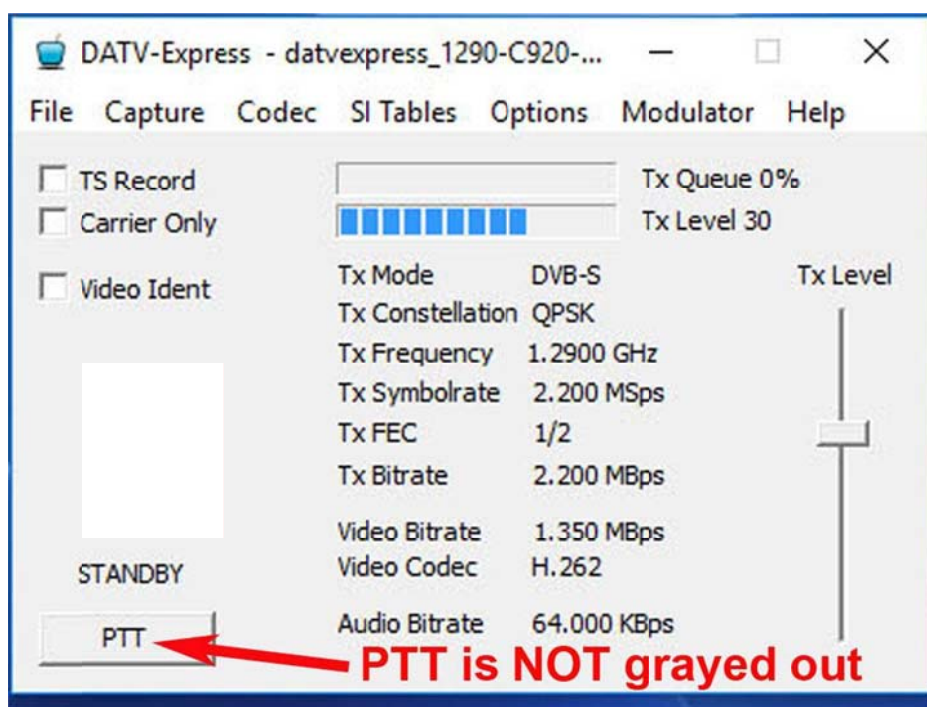 DATV-Express - datvexpress_1290-C920-...
File Capture Codec SI Tables Options Modulator Help
TS Record
Tx Queue 0%
Carrier Only
Tx Level 30
Video Ident
Tx Mode DVB-S
Tx Level
Tx Constellation QPSK
Tx Frequency 1.2900 GHz
Tx Symbolrate 2.200 MSps
Tx FEC 1/2
Tx Bitrate 2.200 MBps
Video Bitrate 1.350 MBps
Video Codec H.262
STANDBY
Audio Bitrate 64.000 KBps
PTT
PTT is NOT grayed out